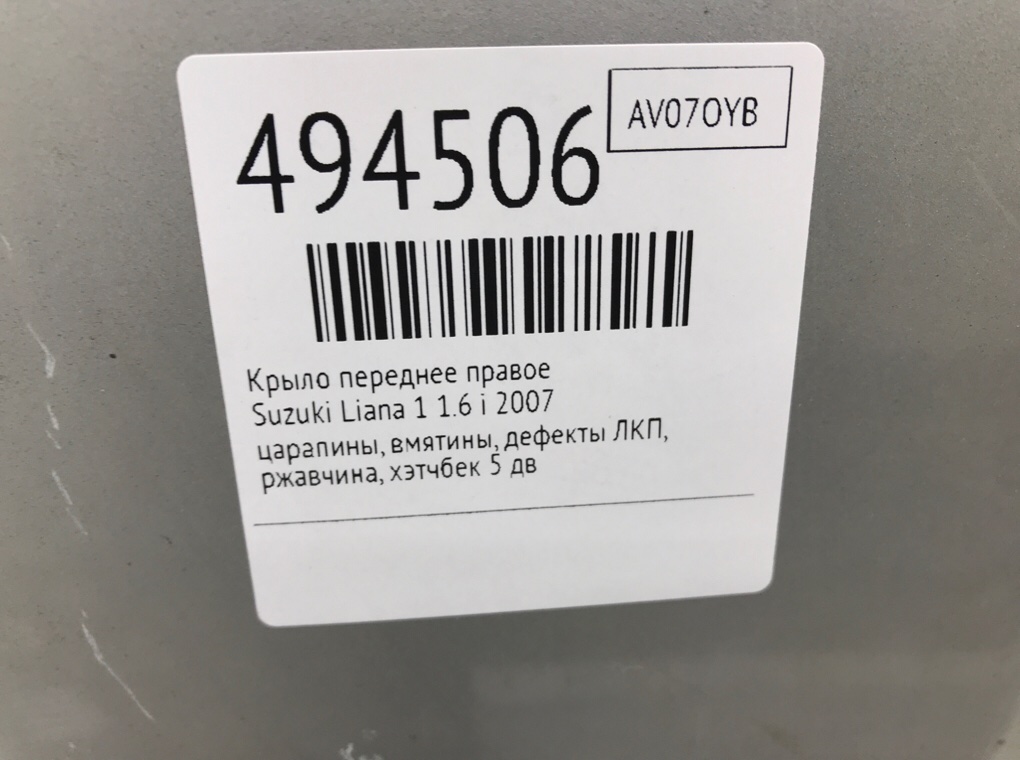 494506
AV07OYB
Крыло переднее правое
Suzuki Liana 1 1.6 i 2007
царапины, вмятины, дефекты ЛКП,
ржавчина, хэтчбек 5 дв